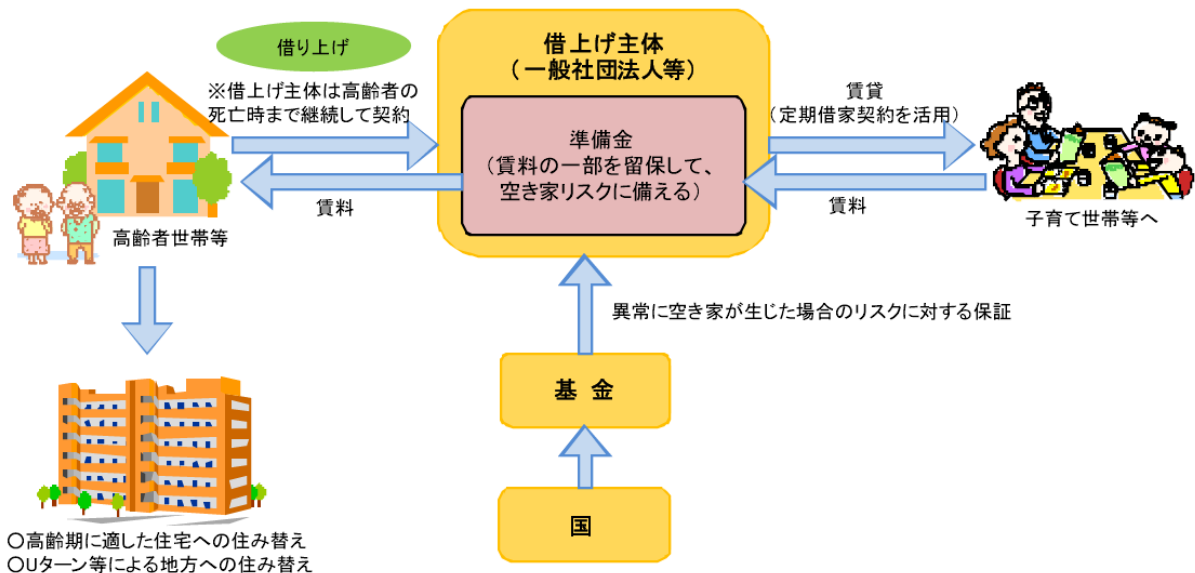 借り上げ
※借上げ主体は高齢者の
死亡時まで継続して契約
賃料
高齢者世帯等
借上げ主体
（一般社団法人等）
準備金
（賃料の一部を留保して、
空き家リスクに備える）
賃貸
（定期借家契約を活用）
賃料
子育て世帯等へ
異常に空き家が生じた場合のリスクに対する保証
基 金
国
○高齢期に適した住宅への住み替え
○Uターン等による地方への住み替え